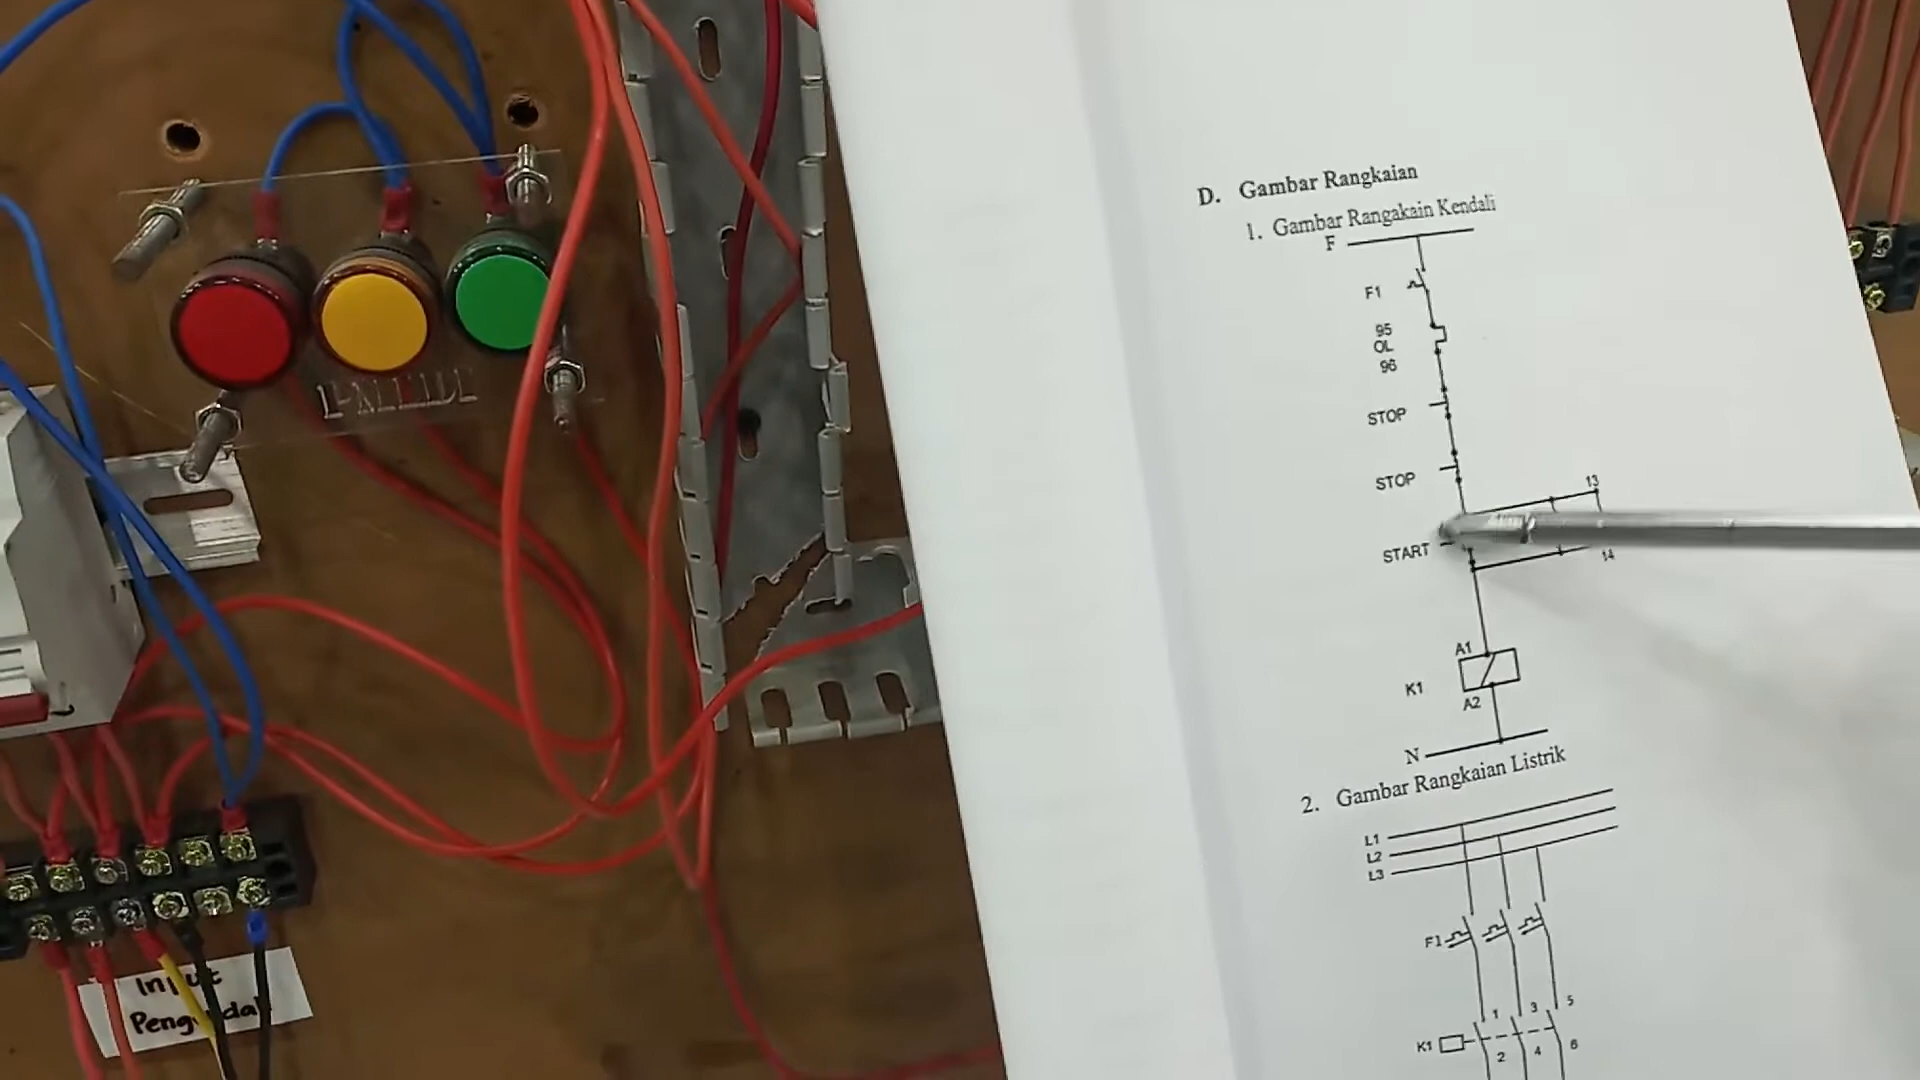 D. Gambar Rangkaian
1. Gambar Rangakain Kendali
F
F1
95
OL
96
STOP
STOP
13
START
14
A1
K1
A2
N
2. Gambar Rangkaian Listrik
L1
L2
L3
F1
1 3 5
K1
2 4 6
Input